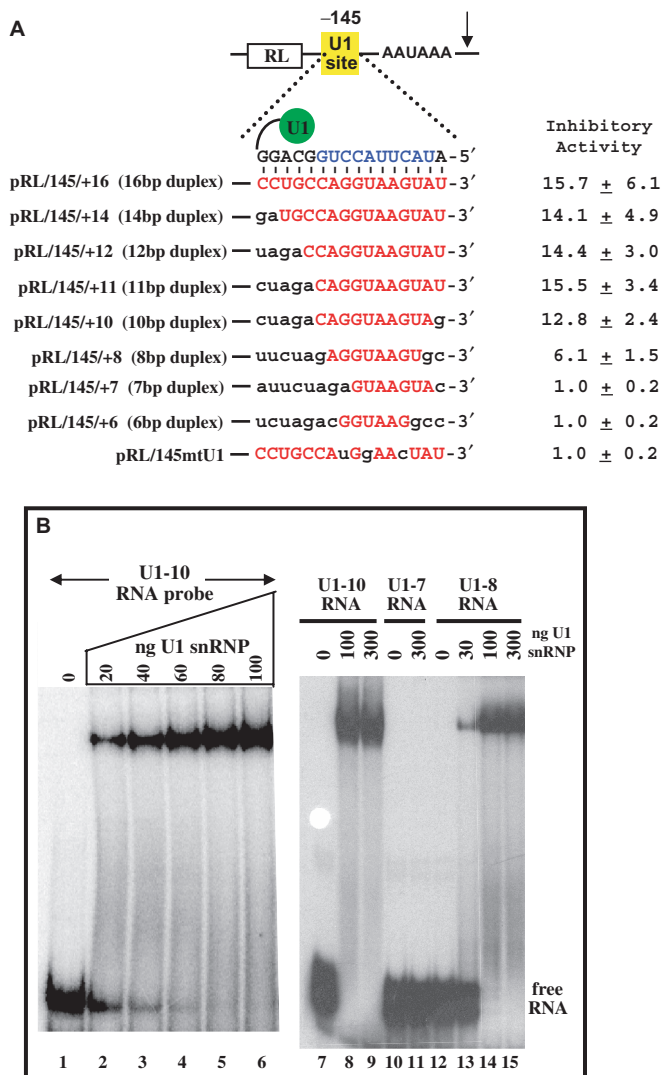 A
–145
RL
U1
site
AAUAAA
U1
GGACGGUCCAUUCAUA-5′
Inhibitory
Activity
pRL/145/+16 (16bp duplex) CCUGCCAGGUAAGUAU-3′ 15.7 ± 6.1
pRL/145/+14 (14bp duplex) gaUGCCAGGUAAGUAU-3′ 14.1 ± 4.9
pRL/145/+12 (12bp duplex) uagaCCAGGUAAGUAU-3′ 14.4 ± 3.0
pRL/145/+11 (11bp duplex) cuagaCAGGUAAGUAU-3′ 15.5 ± 3.4
pRL/145/+10 (10bp duplex) cuagaCAGGUAAGUAg-3′ 12.8 ± 2.4
pRL/145/+8 (8bp duplex) uucuagAGGUAAGUgc-3′ 6.1 ± 1.5
pRL/145/+7 (7bp duplex) auucuagaGUAAGUAc-3′ 1.0 ± 0.2
pRL/145/+6 (6bp duplex) ucuagacGGUAAGgcc-3′ 1.0 ± 0.2
pRL/145mtU1 CCUGCCAuGgAAcUAU-3′ 1.0 ± 0.2
B
U1-10
RNA probe
ng U1 snRNP
0 20 40 60 80 100
U1-10 RNA
U1-7 RNA
U1-8 RNA
0 100 300 0 300 0 30 100 300
ng U1
snRNP
free
RNA
1 2 3 4 5 6 7 8 9 10 11 12 13 14 15